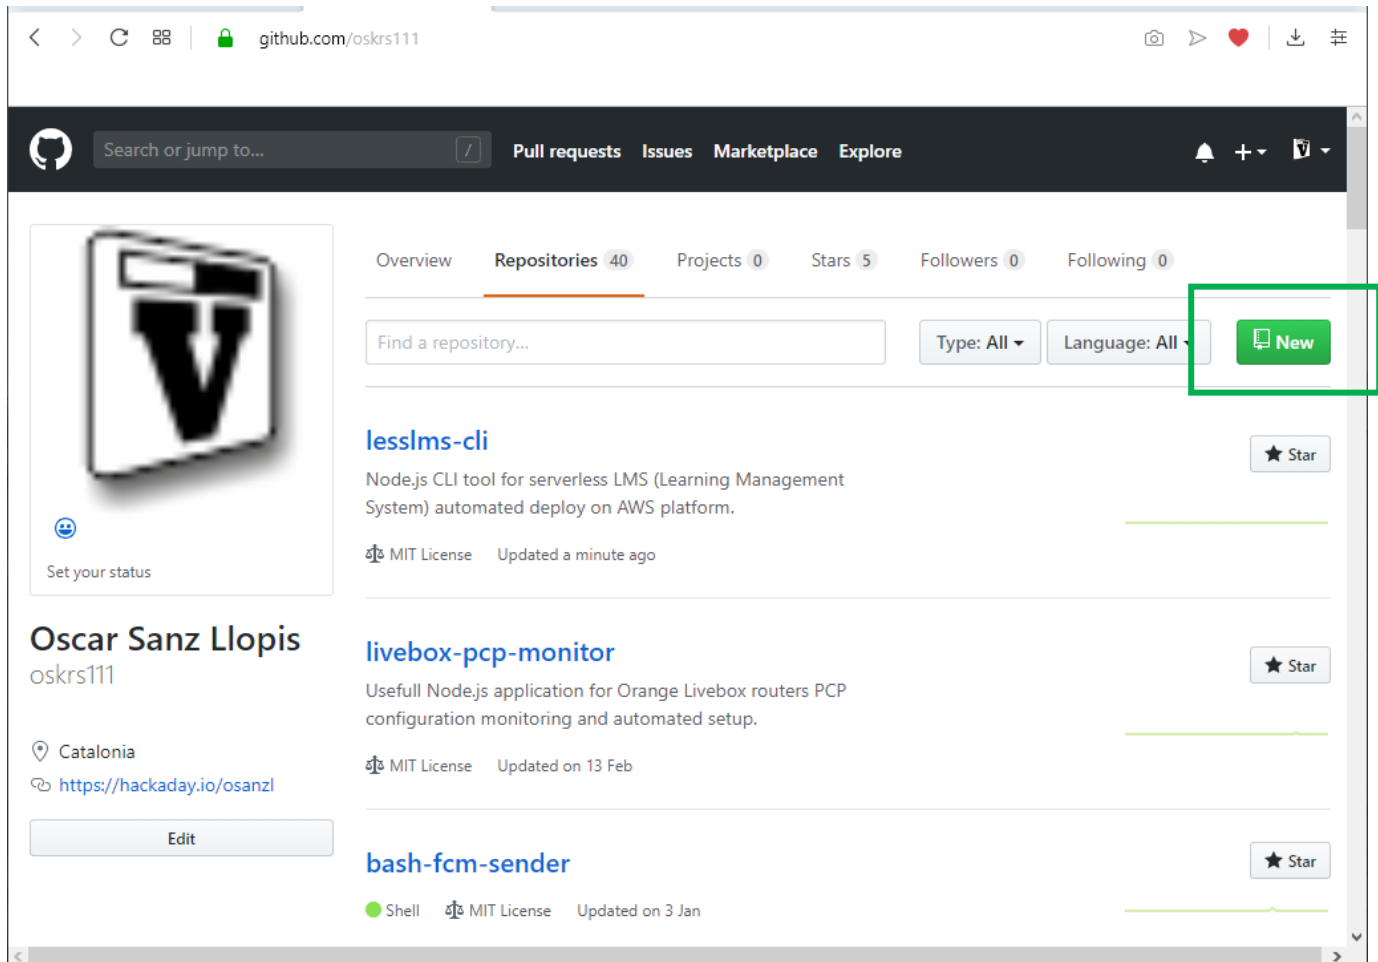 github.com/oskrs111
Search or jump to...
/
Pull requests Issues Marketplace Explore
V
Overview Repositories 40 Projects 0 Stars 5 Followers 0 Following 0
Find a repository...
Type: All
Language: All
New
Set your status
Oscar Sanz Llopis
oskrs111
Catalonia
https://hackaday.io/osanzl
Edit
lesslms-cli
Star
Node.js CLI tool for serverless LMS (Learning Management
System) automated deploy on AWS platform.
MIT License Updated a minute ago
livebox-pcp-monitor
Star
Usefull Node.js application for Orange Livebox routers PCP
configuration monitoring and automated setup.
MIT License Updated on 13 Feb
bash-fcm-sender
Star
Shell MIT License Updated on 3 Jan